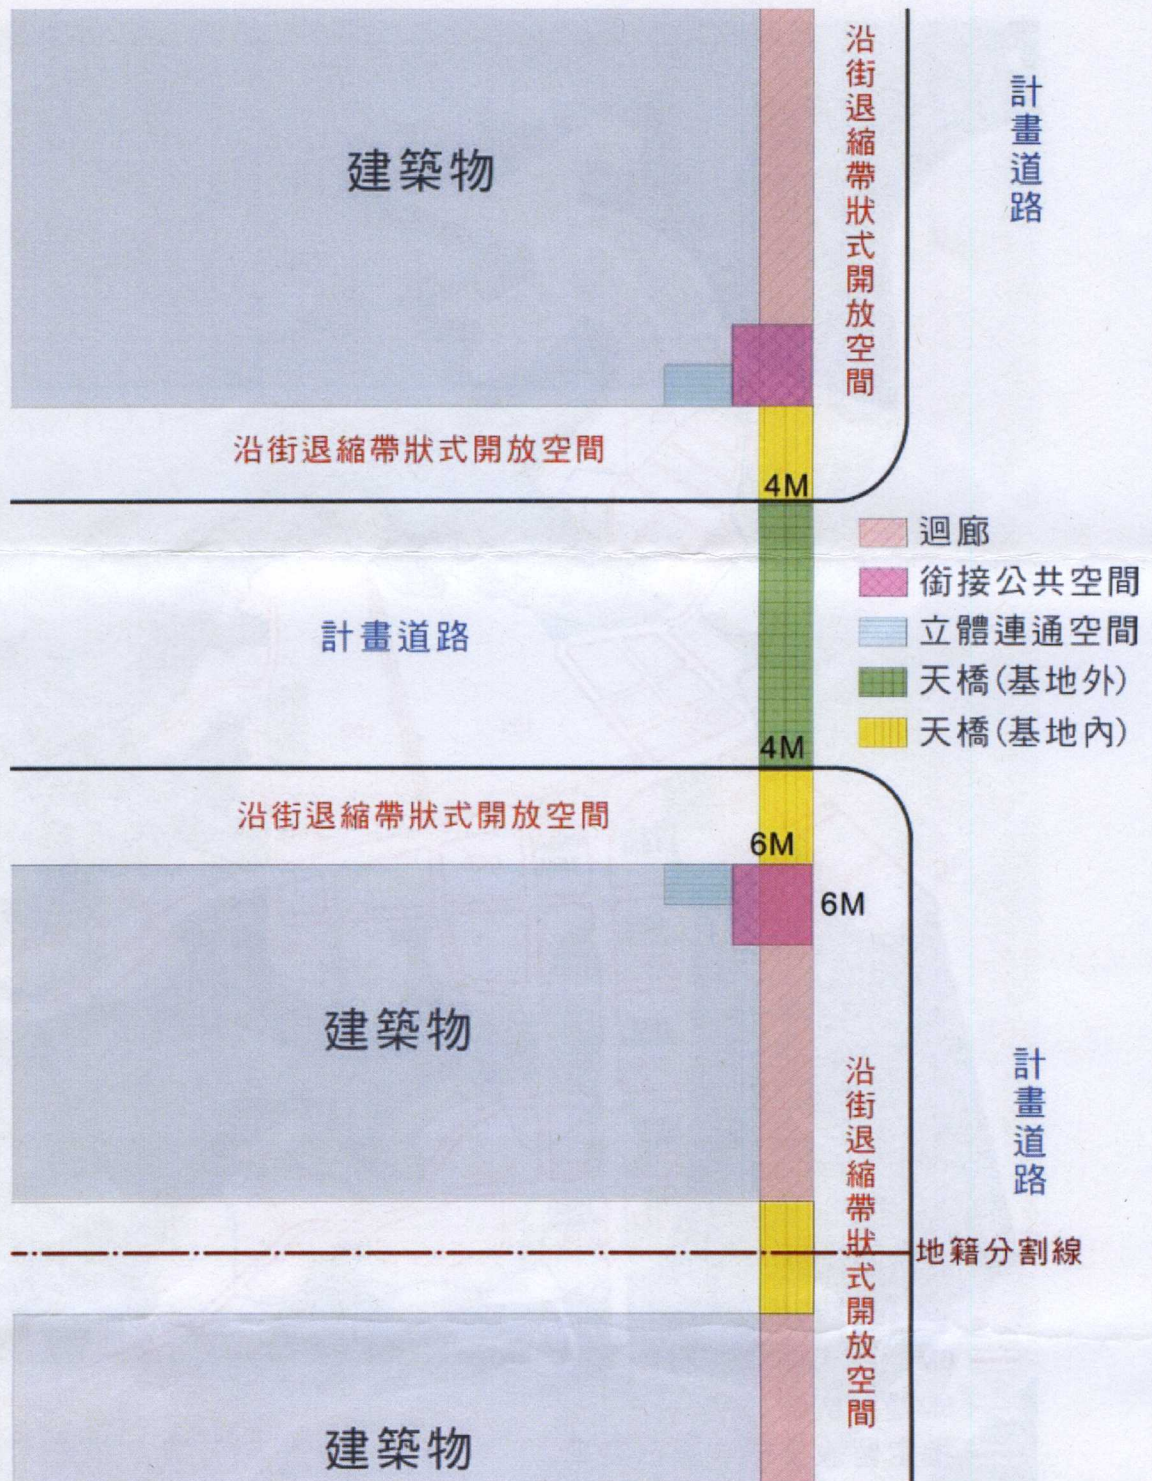 沿街退縮帶狀式開放空間
計畫道路
建築物
沿街退縮帶狀式開放空間
4M
迴廊
銜接公共空間
立體連通空間
天橋(基地外)
天橋(基地內)
計畫道路
4M
沿街退縮帶狀式開放空間
6M
6M
建築物
計畫道路
沿街退縮帶狀式開放空間
地籍分割線
建築物